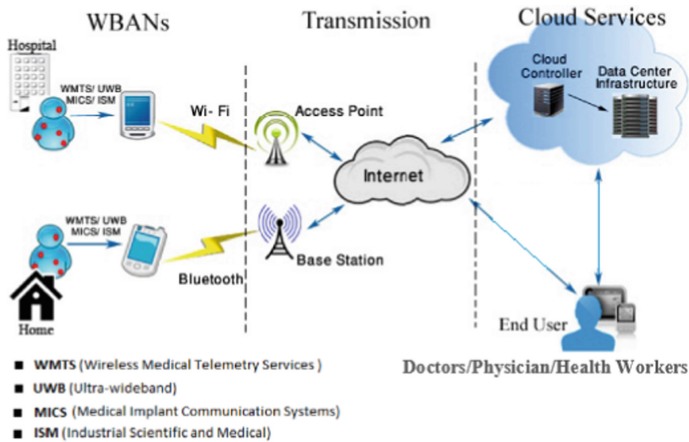 WBANs
Transmission
Cloud Services
Hospital
WMTS/ UWB
MICS/ ISM
Wi- Fi
Access Point
Cloud
Controller
Data Center
Infrastructure
Internet
WMTS/ UWB
MICS/ ISM
Bluetooth
Base Station
Home
End User
Doctors/Physician/Health Workers
WMTS (Wireless Medical Telemetry Services )
UWB (Ultra-wideband)
MICS (Medical Implant Communication Systems)
ISM (Industrial Scientific and Medical)